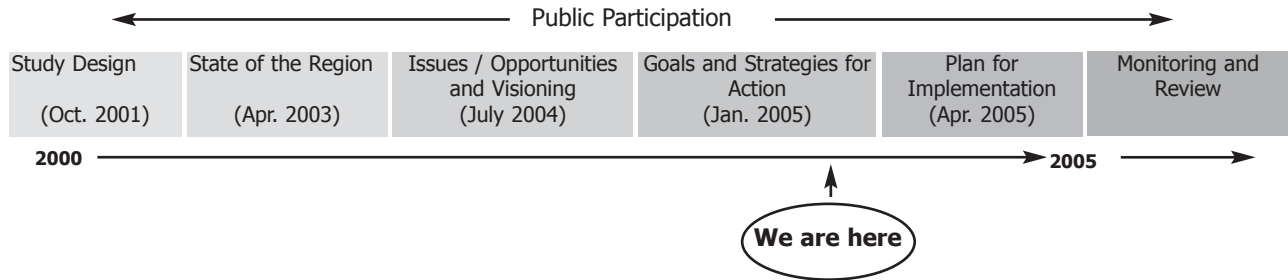 Public Participation
Study Design
(Oct. 2001)
State of the Region
(Apr. 2003)
Issues / Opportunities
and Visioning
(July 2004)
Goals and Strategies for
Action
(Jan. 2005)
Plan for
Implementation
(Apr. 2005)
Monitoring and
Review
2000
2005
We are here